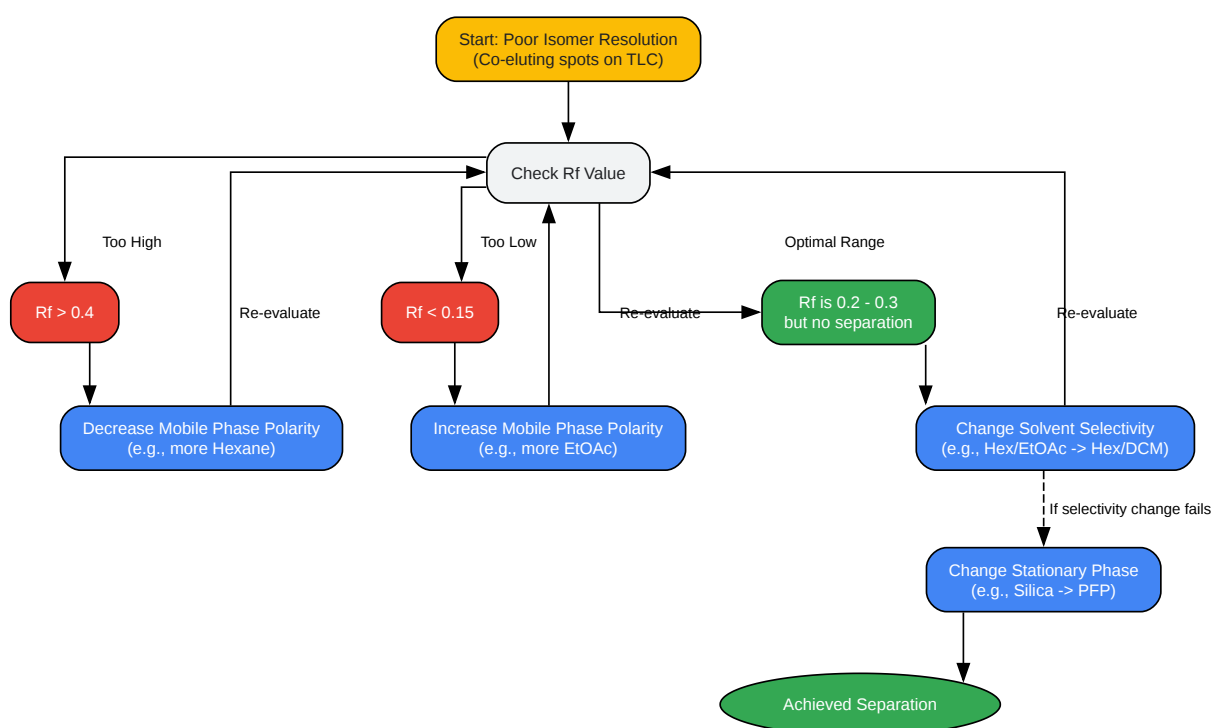 Start: Poor Isomer Resolution
(Co-eluting spots on TLC)
Check Rf Value
Too High
Too Low
Optimal Range
Rf > 0.4
Re-evaluate
Rf < 0.15
Re-evaluate
Rf is 0.2 - 0.3
but no separation
Re-evaluate
Decrease Mobile Phase Polarity
(e.g., more Hexane)
Increase Mobile Phase Polarity
(e.g., more EtOAc)
Change Solvent Selectivity
(e.g., Hex/EtOAc -> Hex/DCM)
If selectivity change fails
Change Stationary Phase
(e.g., Silica -> PFP)
Achieved Separation